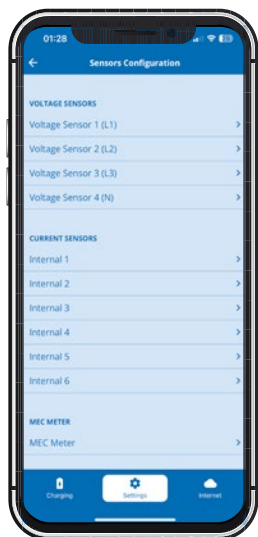 01:28
Sensors Configuration
VOLTAGE SENSORS
Voltage Sensor 1 (L1)
Voltage Sensor 2 (L2)
Voltage Sensor 3 (L3)
Voltage Sensor 4 (N)
CURRENT SENSORS
Internal 1
Internal 2
Internal 3
Internal 4
Internal 5
Internal 6
MEC METER
MEC Meter
Charging Settings Internet